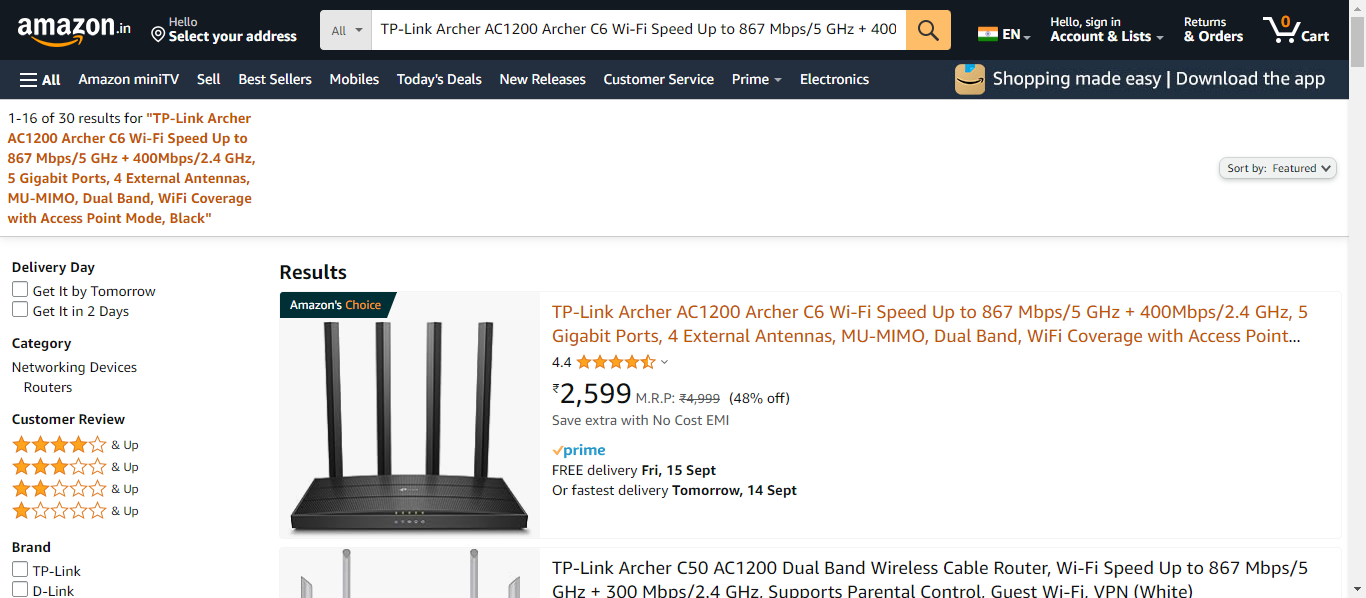 amazon.in
Hello
Select your address
All
TP-Link Archer AC1200 Archer C6 Wi-Fi Speed Up to 867 Mbps/5 GHz + 400
EN
Hello, sign in
Account & Lists
Returns
& Orders
0
Cart
All
Amazon miniTV
Sell
Best Sellers
Mobiles
Today's Deals
New Releases
Customer Service
Prime
Electronics
Shopping made easy | Download the app
1-16 of 30 results for "TP-Link Archer
AC1200 Archer C6 Wi-Fi Speed Up to
867 Mbps/5 GHz + 400Mbps/2.4 GHz,
5 Gigabit Ports, 4 External Antennas,
MU-MIMO, Dual Band, WiFi Coverage
with Access Point Mode, Black"
Sort by: Featured
Delivery Day
Get It by Tomorrow
Get It in 2 Days
Category
Networking Devices
Routers
Customer Review
& Up
& Up
& Up
& Up
Brand
TP-Link
D-Link
Results
Amazon's Choice
TP-Link Archer AC1200 Archer C6 Wi-Fi Speed Up to 867 Mbps/5 GHz + 400Mbps/2.4 GHz, 5
Gigabit Ports, 4 External Antennas, MU-MIMO, Dual Band, WiFi Coverage with Access Point...
4.4
₹2,599 M.R.P: ₹4,999 (48% off)
Save extra with No Cost EMI
prime
FREE delivery Fri, 15 Sept
Or fastest delivery Tomorrow, 14 Sept
TP-Link Archer C50 AC1200 Dual Band Wireless Cable Router, Wi-Fi Speed Up to 867 Mbps/5
GHz + 300 Mbps/2.4 GHz, Supports Parental Control, Guest Wi-Fi, VPN (White)